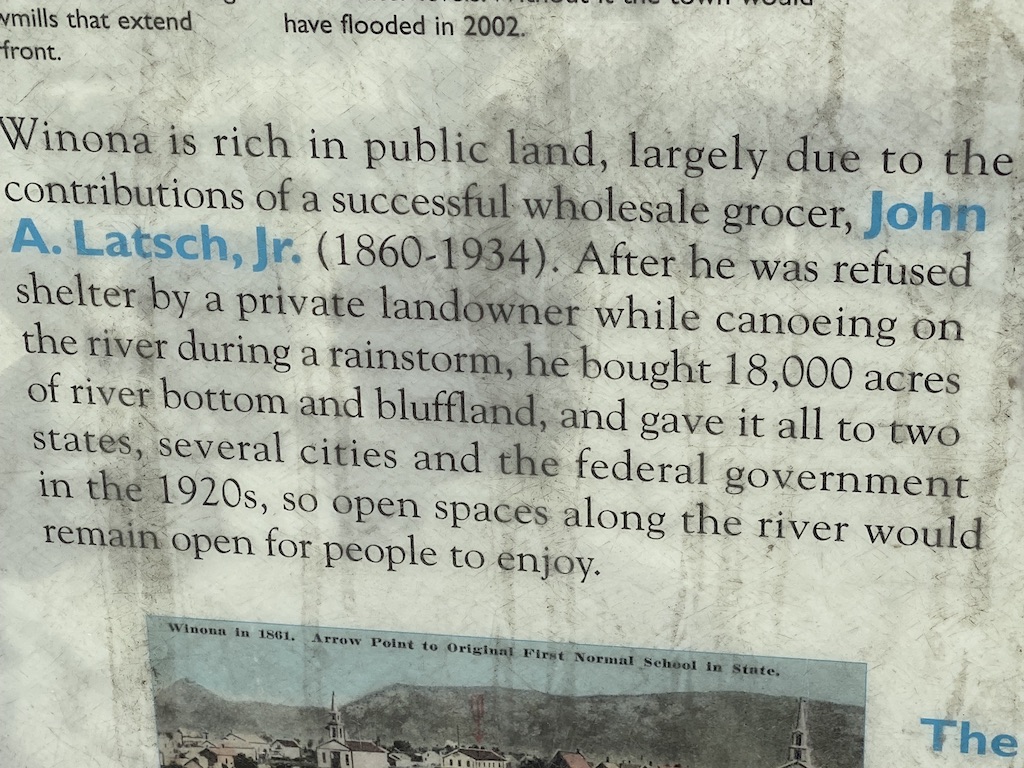 that extend
front.
have flooded in 2002.
Winona is rich in public land, largely due to the
contributions of a successful wholesale grocer, John
A. Latsch, Jr. (1860-1934). After he was refused
shelter by a private landowner while canoeing on
the river during a rainstorm, he bought 18,000 acres
of river bottom and bluffland, and gave it all to two
states, several cities and the federal government
in the 1920s, so open spaces along the river would
remain open for people to enjoy.
Winona in 1861. Arrow Point to Original First Normal School in State.
The